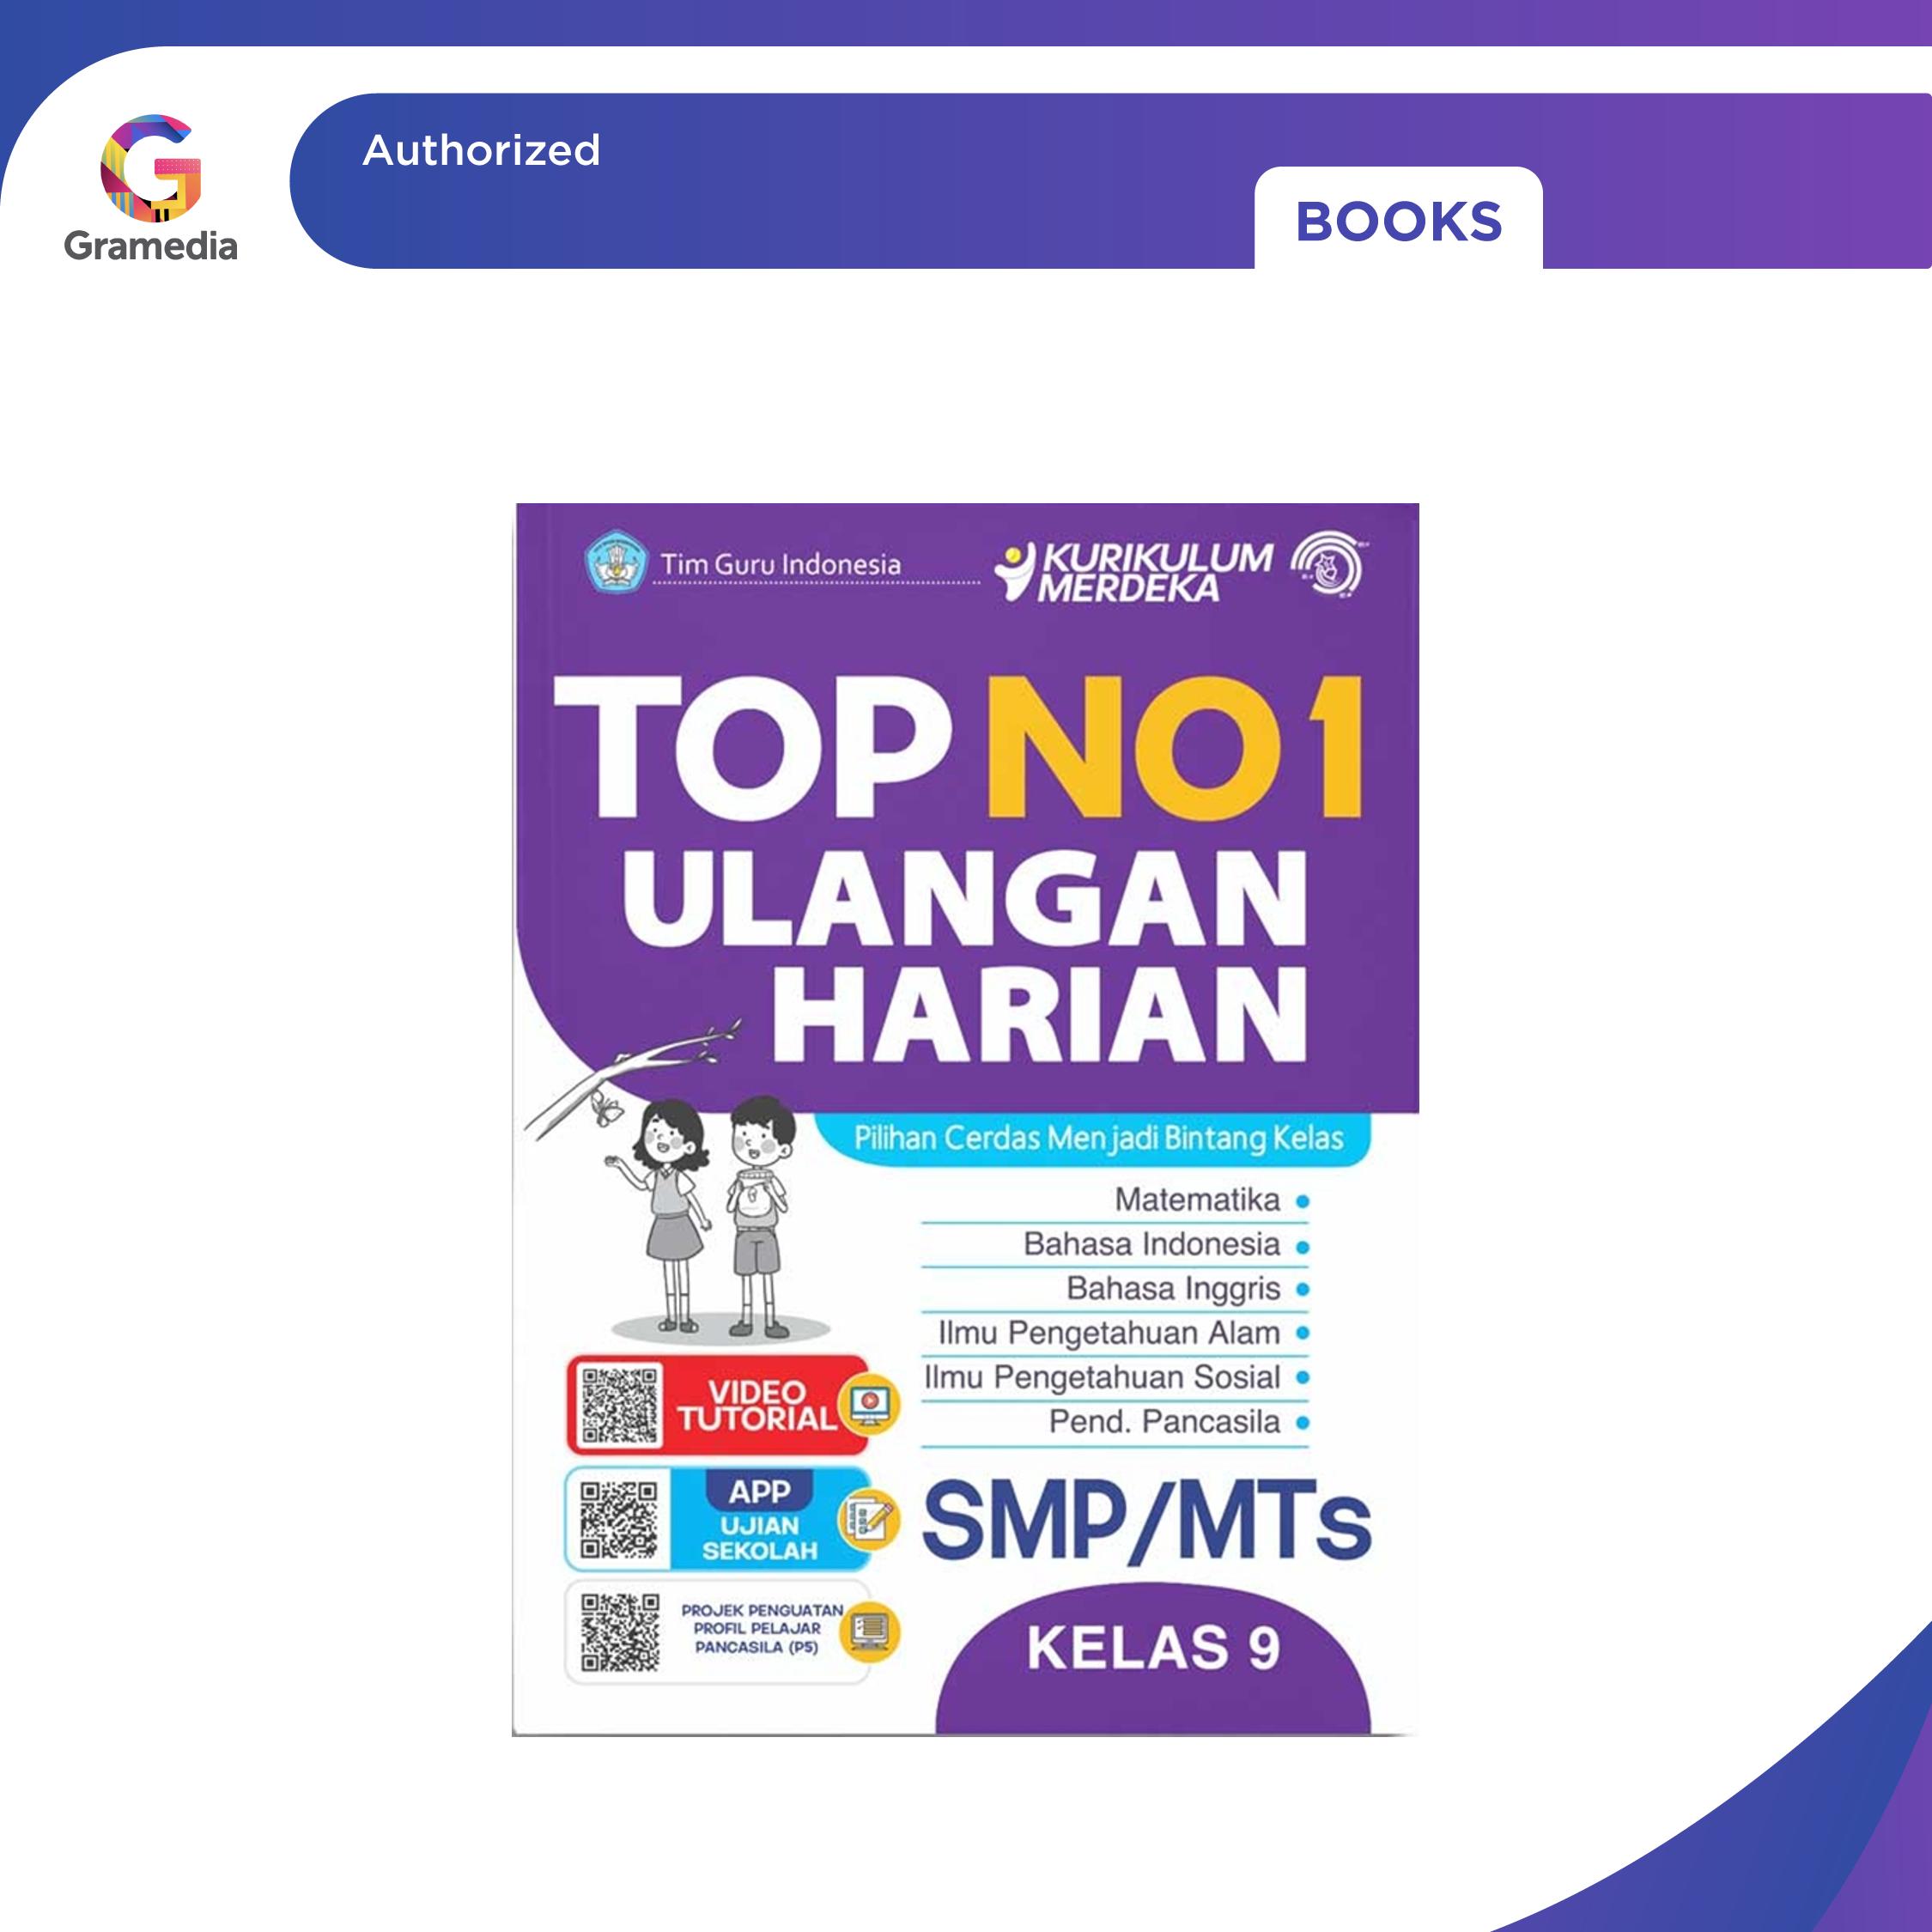 Gramedia
Authorized
BOOKS
Tim Guru Indonesia
KURIKULUM
MERDEKA
TOP NO 1
ULANGAN
HARIAN
Pilihan Cerdas Menjadi Bintang Kelas
Matematika
Bahasa Indonesia
Bahasa Inggris
Ilmu Pengetahuan Alam
Ilmu Pengetahuan Sosial
Pend. Pancasila
VIDEO
TUTORIAL
APP
UJIAN
SEKOLAH
PROJEK PENGUATAN
PROFIL PELAJAR
PANCASILA (P5)
SMP/MTs
KELAS 9